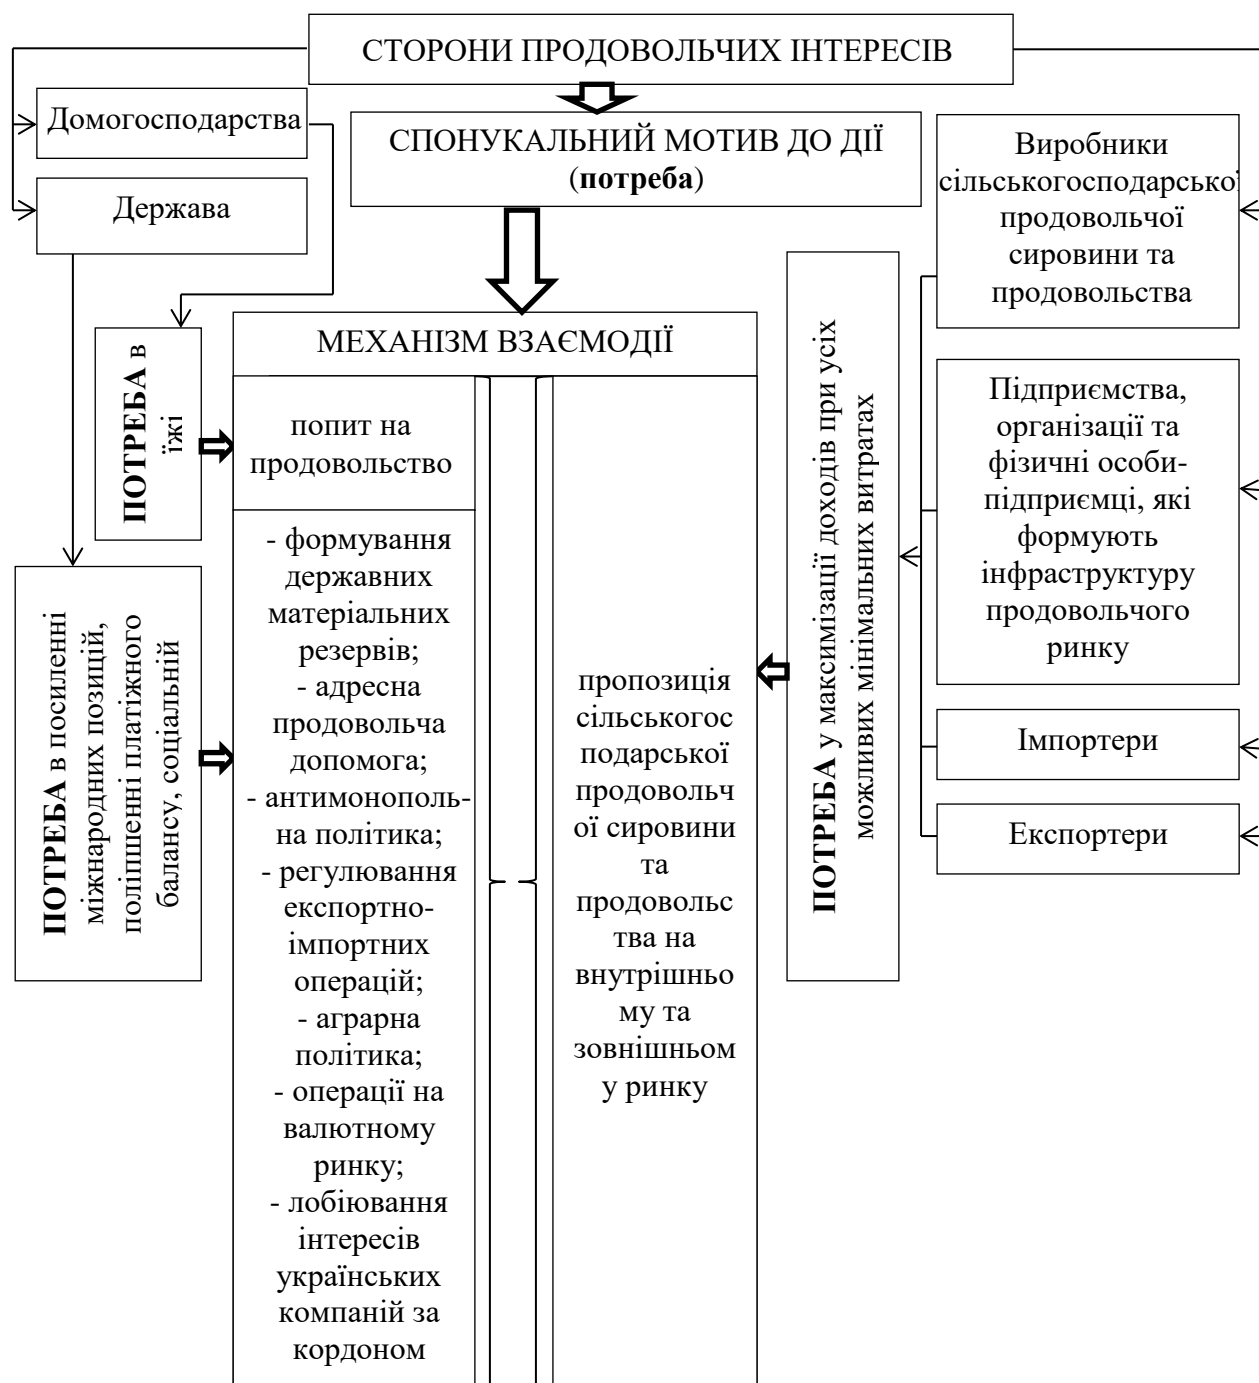 СТОРОНИ ПРОДОВОЛЬЧИХ ІНТЕРЕСІВ
Домогосподарства
Держава
СПОНУКАЛЬНИЙ МОТИВ ДО ДІЇ
(потреба)
Виробники
сільськогосподарської
продовольчої
сировини та
продовольства
Підприємства,
організації та
фізичні особи-
підприємці, які
формують
інфраструктуру
продовольчого
ринку
Імпортери
Експортери
ПОТРЕБА в
їжі
ПОТРЕБА в посиленні
міжнародних позицій,
поліпшенні платіжного
балансу, соціальній
МЕХАНІЗМ ВЗАЄМОДІЇ
попит на
продовольство
- формування
державних
матеріальних
резервів;
- адресна
продовольча
допомога;
- антимонополь-
на політика;
- регулювання
експортно-
імпортних
операцій;
- аграрна
політика;
- операції на
валютному
ринку;
- лобіювання
інтересів
українських
компаній за
кордоном
пропозиція
сільськогос
подарської
продовольч
ої сировини
та
продовольс
тва на
внутрішньо
му та
зовнішньом
у ринку
ПОТРЕБА у максимізації доходів при усіх
можливих мінімальних витратах